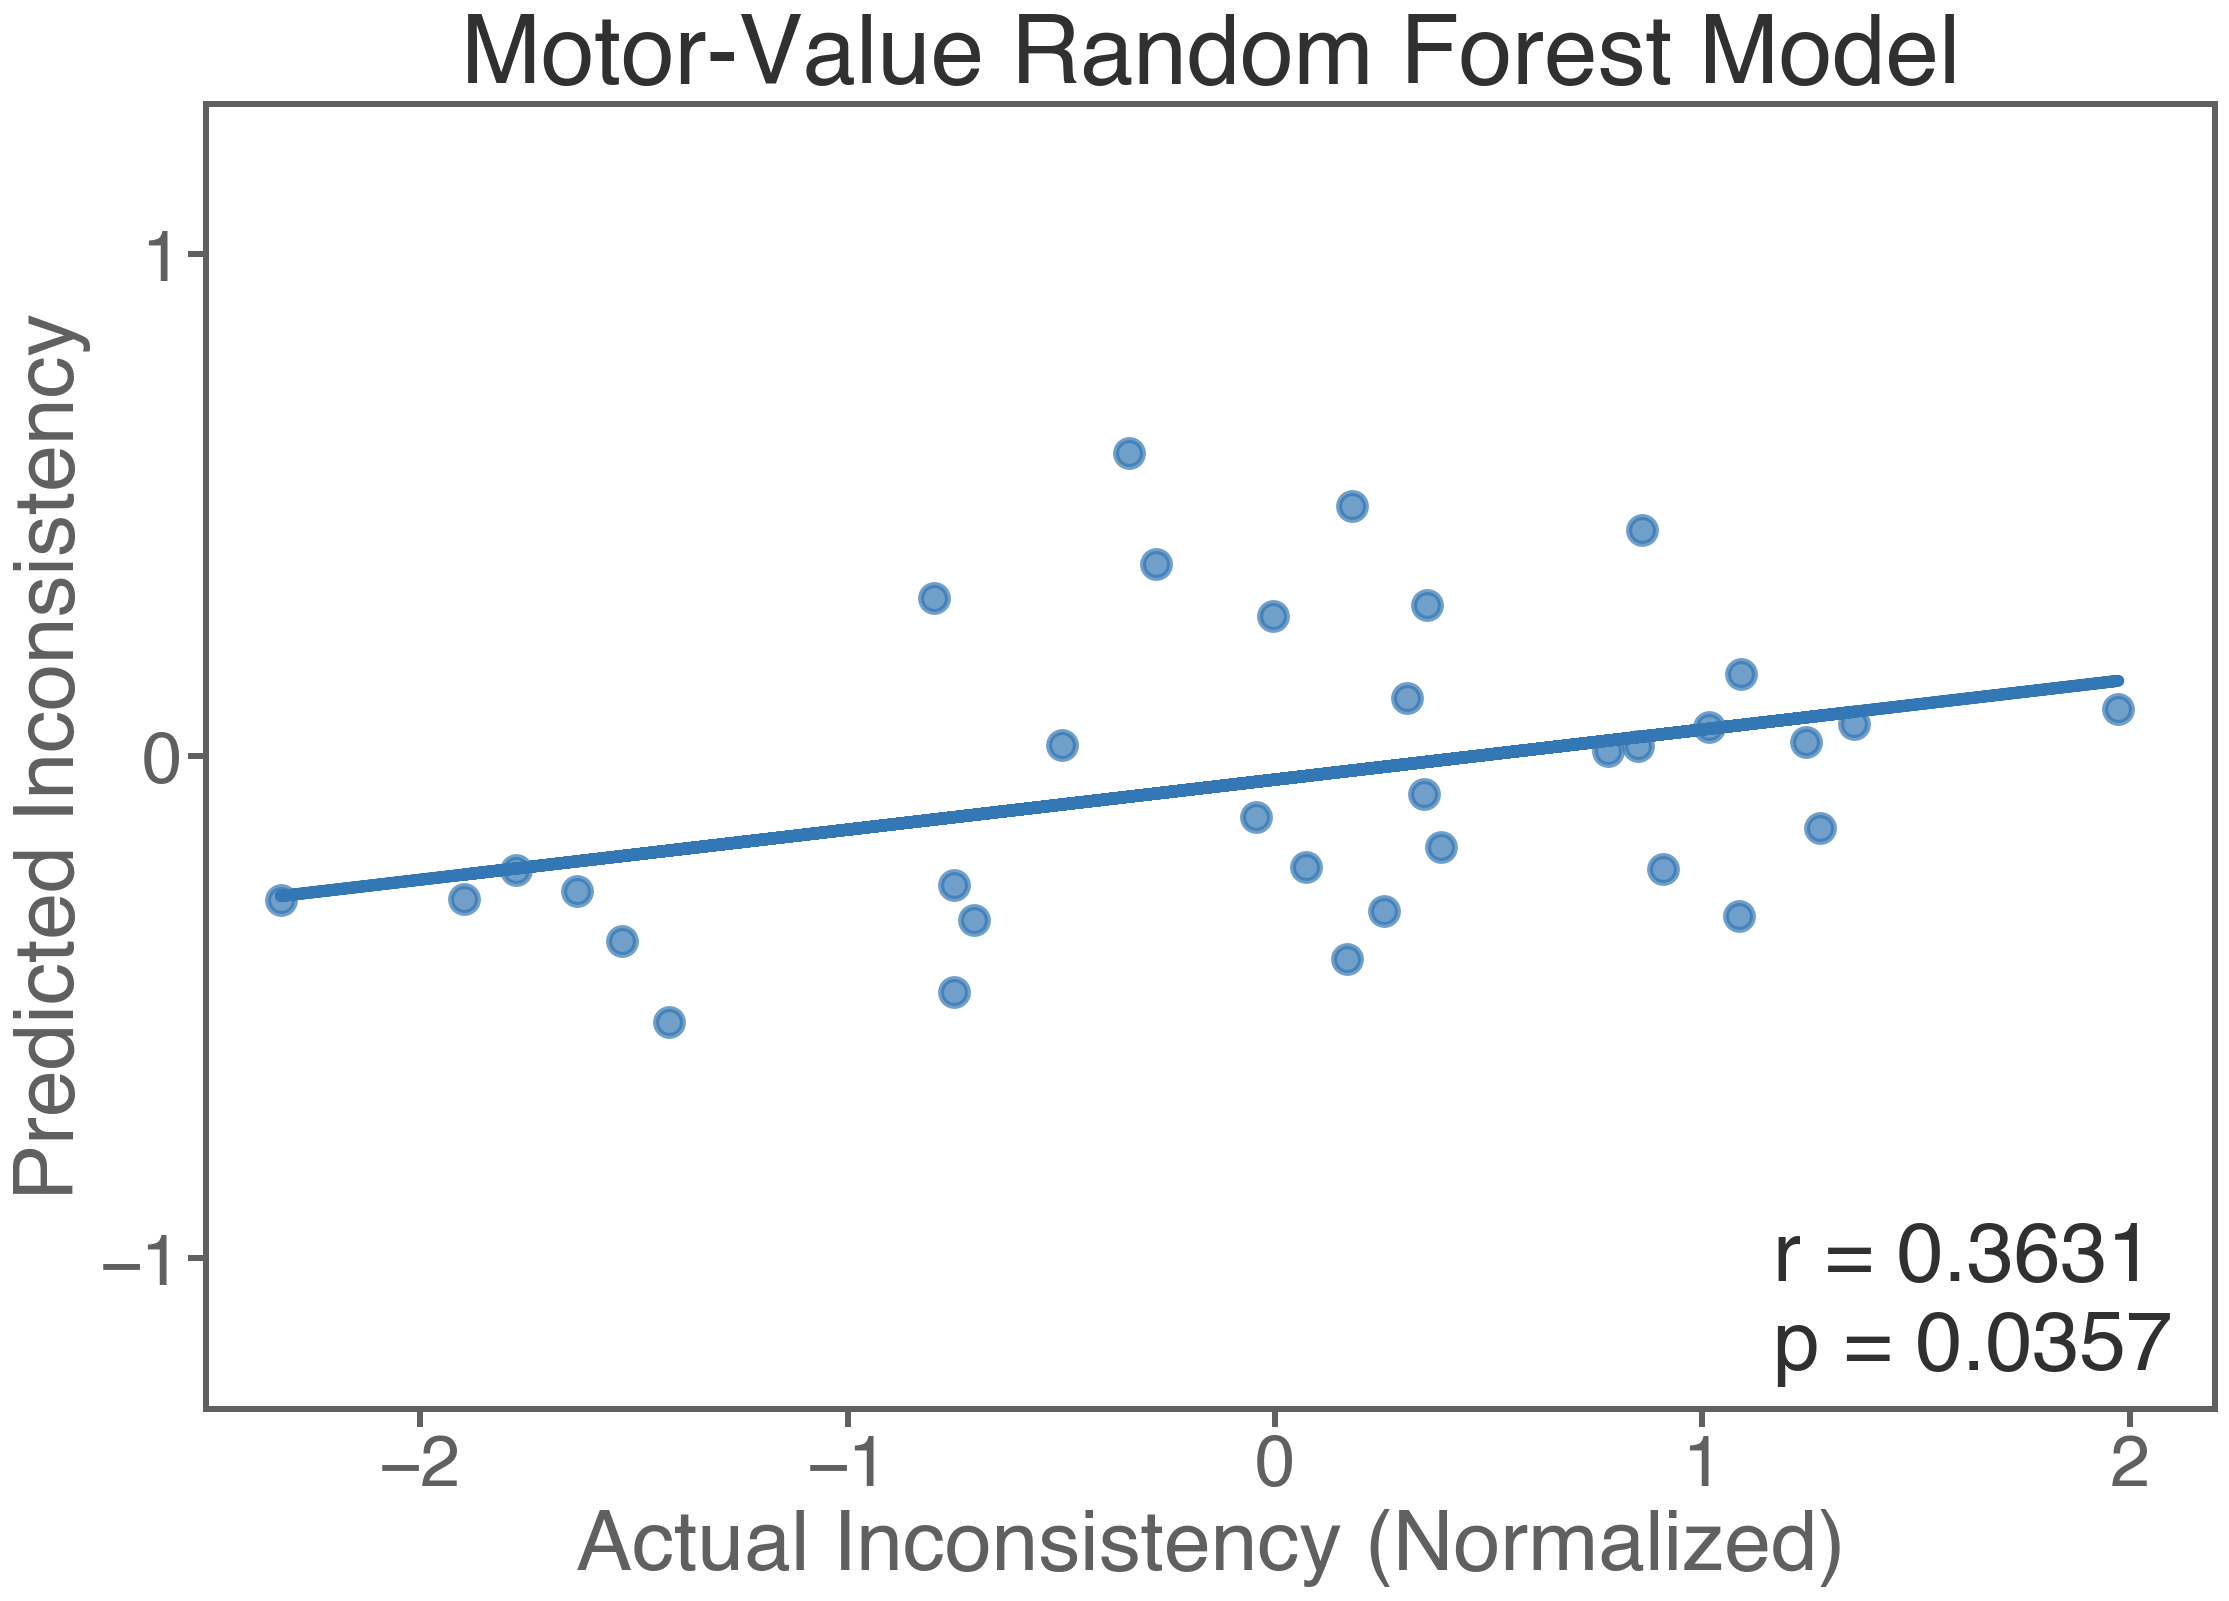 Motor-Value Random Forest Model
1
0
−1
Predicted Inconsistency
r = 0.3631
p = 0.0357
−2 −1 0 1 2
Actual Inconsistency (Normalized)